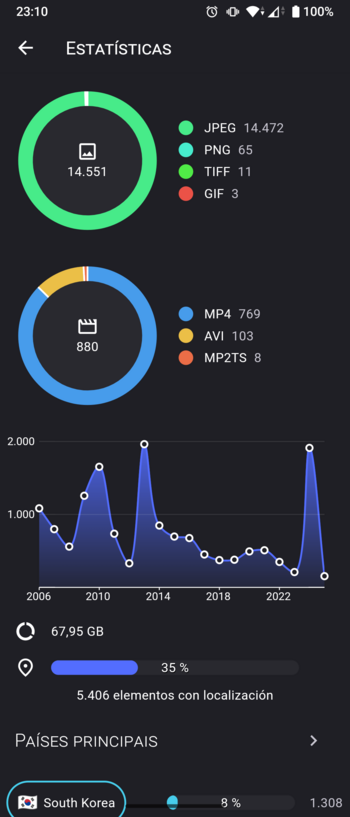 23:10 100%
ESTATÍSTICAS
14.551
JPEG 14.472
PNG 65
TIFF 11
GIF 3
880
MP4 769
AVI 103
MP2TS 8
2.000
1.000
2006 2010 2014 2018 2022
67,95 GB
35 %
5.406 elementos con localización
PAÍSES PRINCIPAIS
South Korea 8 % 1.308